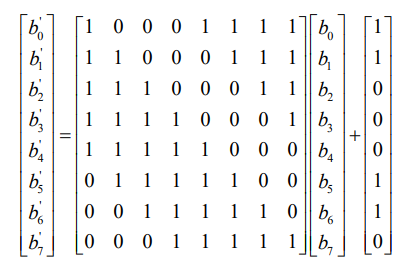 b'₀ 1 0 0 0 1 1 1 1 b₀ 1
b'₁ 1 1 0 0 0 1 1 1 b₁ 1
b'₂ 1 1 1 0 0 0 1 1 b₂ 0
b'₃ = 1 1 1 1 0 0 0 1 b₃ + 0
b'₄ 1 1 1 1 1 0 0 0 b₄ 0
b'₅ 0 1 1 1 1 1 0 0 b₅ 1
b'₆ 0 0 1 1 1 1 1 0 b₆ 1
b'₇ 0 0 0 1 1 1 1 1 b₇ 0